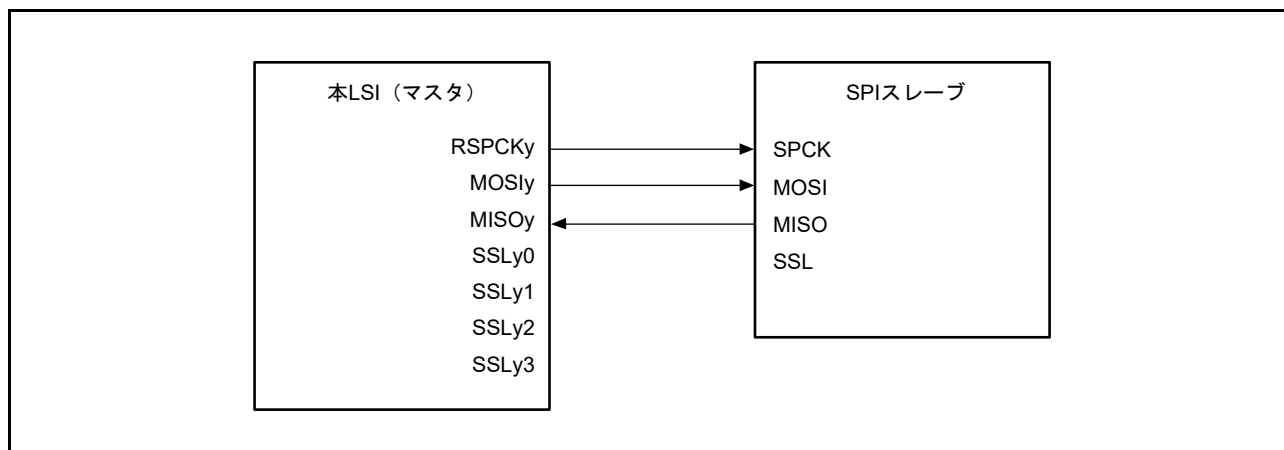 本LSI（マスタ）
RSPCKy
MOSIy
MISOy
SSLy0
SSLy1
SSLy2
SSLy3
SPIスレーブ
SPCK
MOSI
MISO
SSL